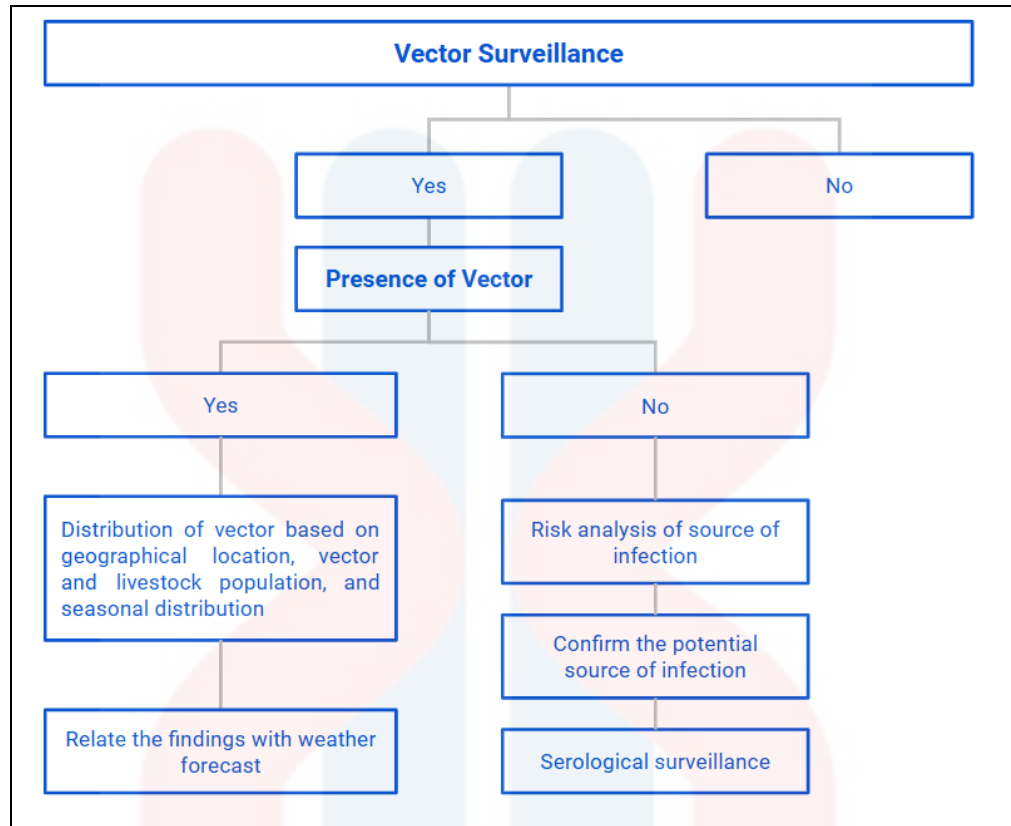 Vector Surveillance
Yes
No
Presence of Vector
Yes
No
Distribution of vector based on
geographical location, vector
and livestock population, and
seasonal distribution
Risk analysis of source of
infection
Confirm the potential
source of infection
Relate the findings with weather
forecast
Serological surveillance